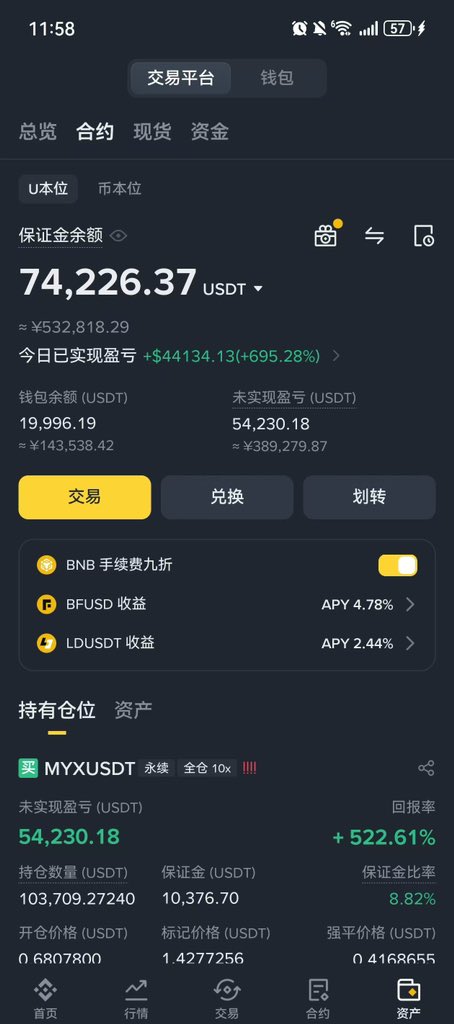 11:58
6
57
交易平台 钱包
总览 合约 现货 资金
U本位 币本位
保证金余额
74,226.37 USDT
≈ ¥532,818.29
今日已实现盈亏 +$44134.13(+695.28%)
钱包余额 (USDT) 未实现盈亏 (USDT)
19,996.19 54,230.18
≈ ¥143,538.42 ≈ ¥389,279.87
交易 兑换 划转
BNB 手续费九折
BFUSD 收益 APY 4.78%
LDUSDT 收益 APY 2.44%
持有仓位 资产
买 MYXUSDT 永续 全仓 10x !!!!
未实现盈亏 (USDT) 回报率
54,230.18 + 522.61%
持仓数量 (USDT) 保证金 (USDT) 保证金比率
103,709.27240 10,376.70 8.82%
开仓价格 (USDT) 标记价格 (USDT) 强平价格 (USDT)
0.6807800 1.4277256 0.4168655
首页 行情 交易 合约 资产